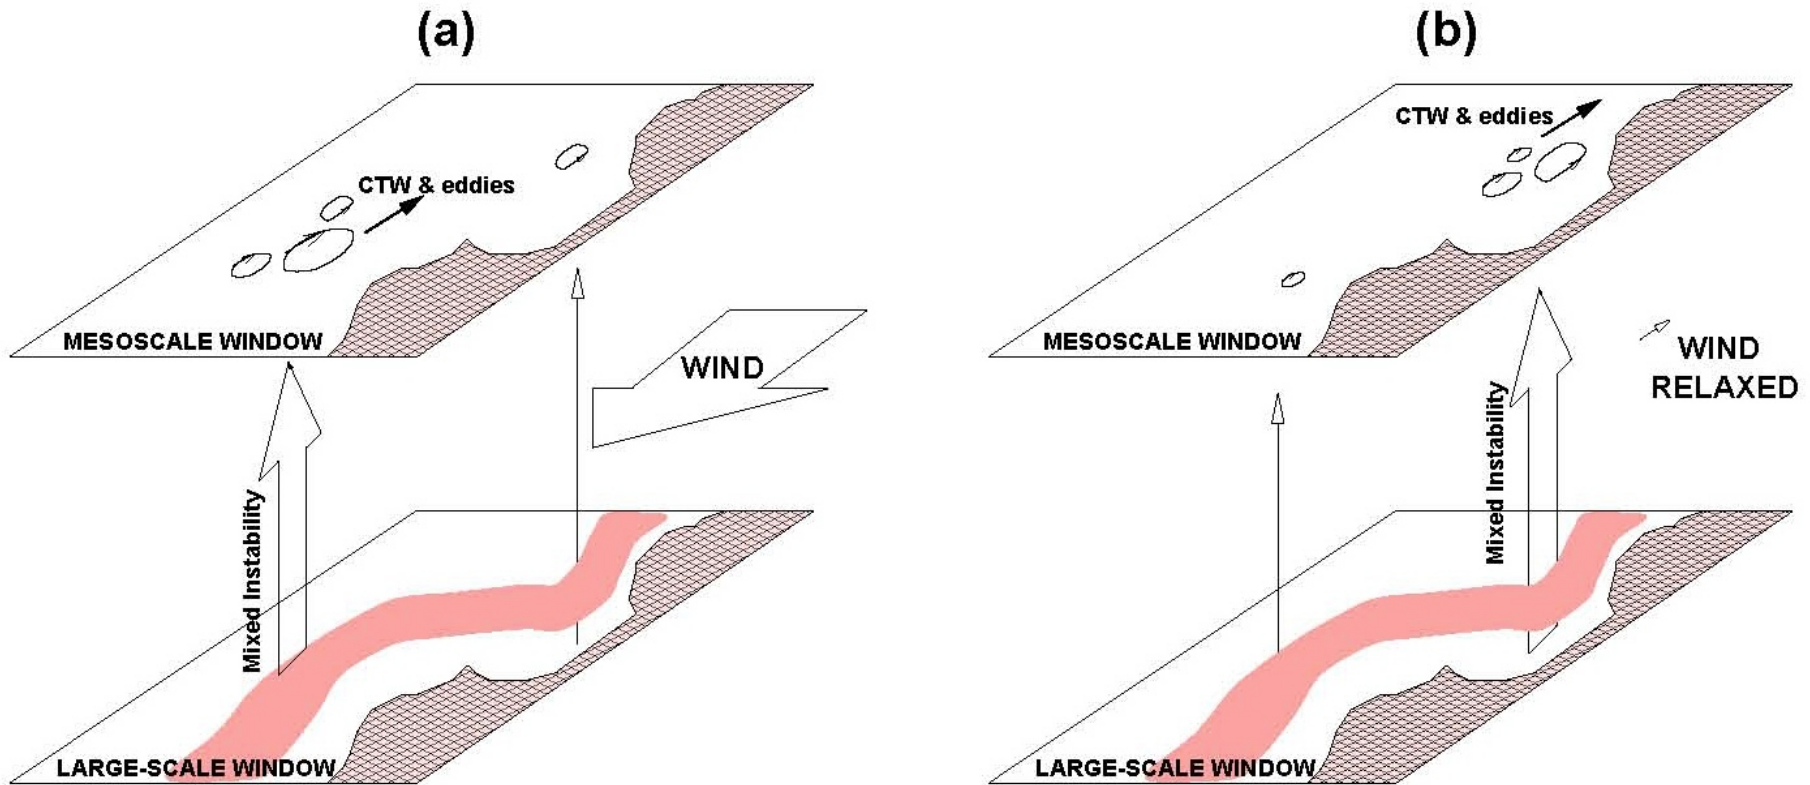 (a)
CTW & eddies
MESOSCALE WINDOW
WIND
Mixed Instability
LARGE-SCALE WINDOW
(b)
CTW & eddies
MESOSCALE WINDOW
WIND
RELAXED
Mixed Instability
LARGE-SCALE WINDOW